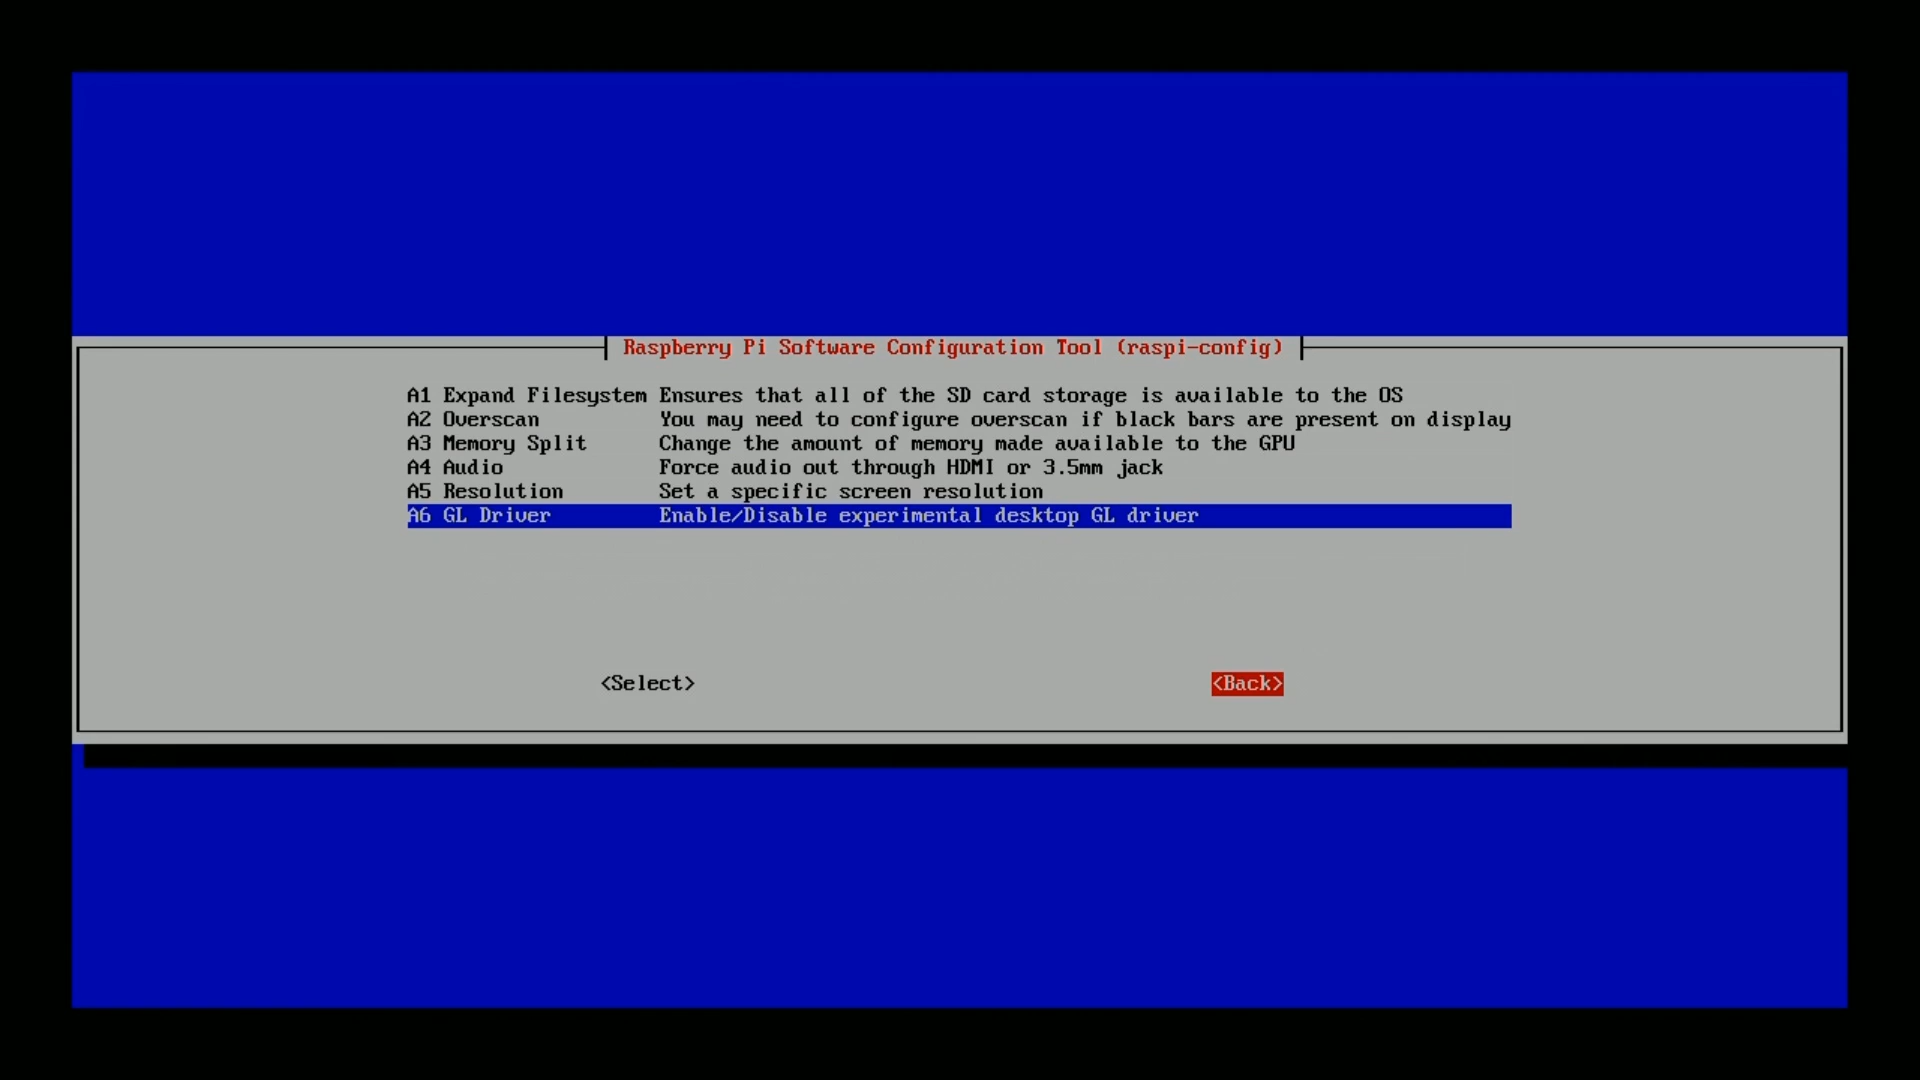 Raspberry Pi Software Configuration Tool (raspi-config)
A1 Expand Filesystem Ensures that all of the SD card storage is available to the OS
A2 Overscan You may need to configure overscan if black bars are present on display
A3 Memory Split Change the amount of memory made available to the GPU
A4 Audio Force audio out through HDMI or 3.5mm jack
A5 Resolution Set a specific screen resolution
A6 GL Driver Enable/Disable experimental desktop GL driver
<Select> <Back>